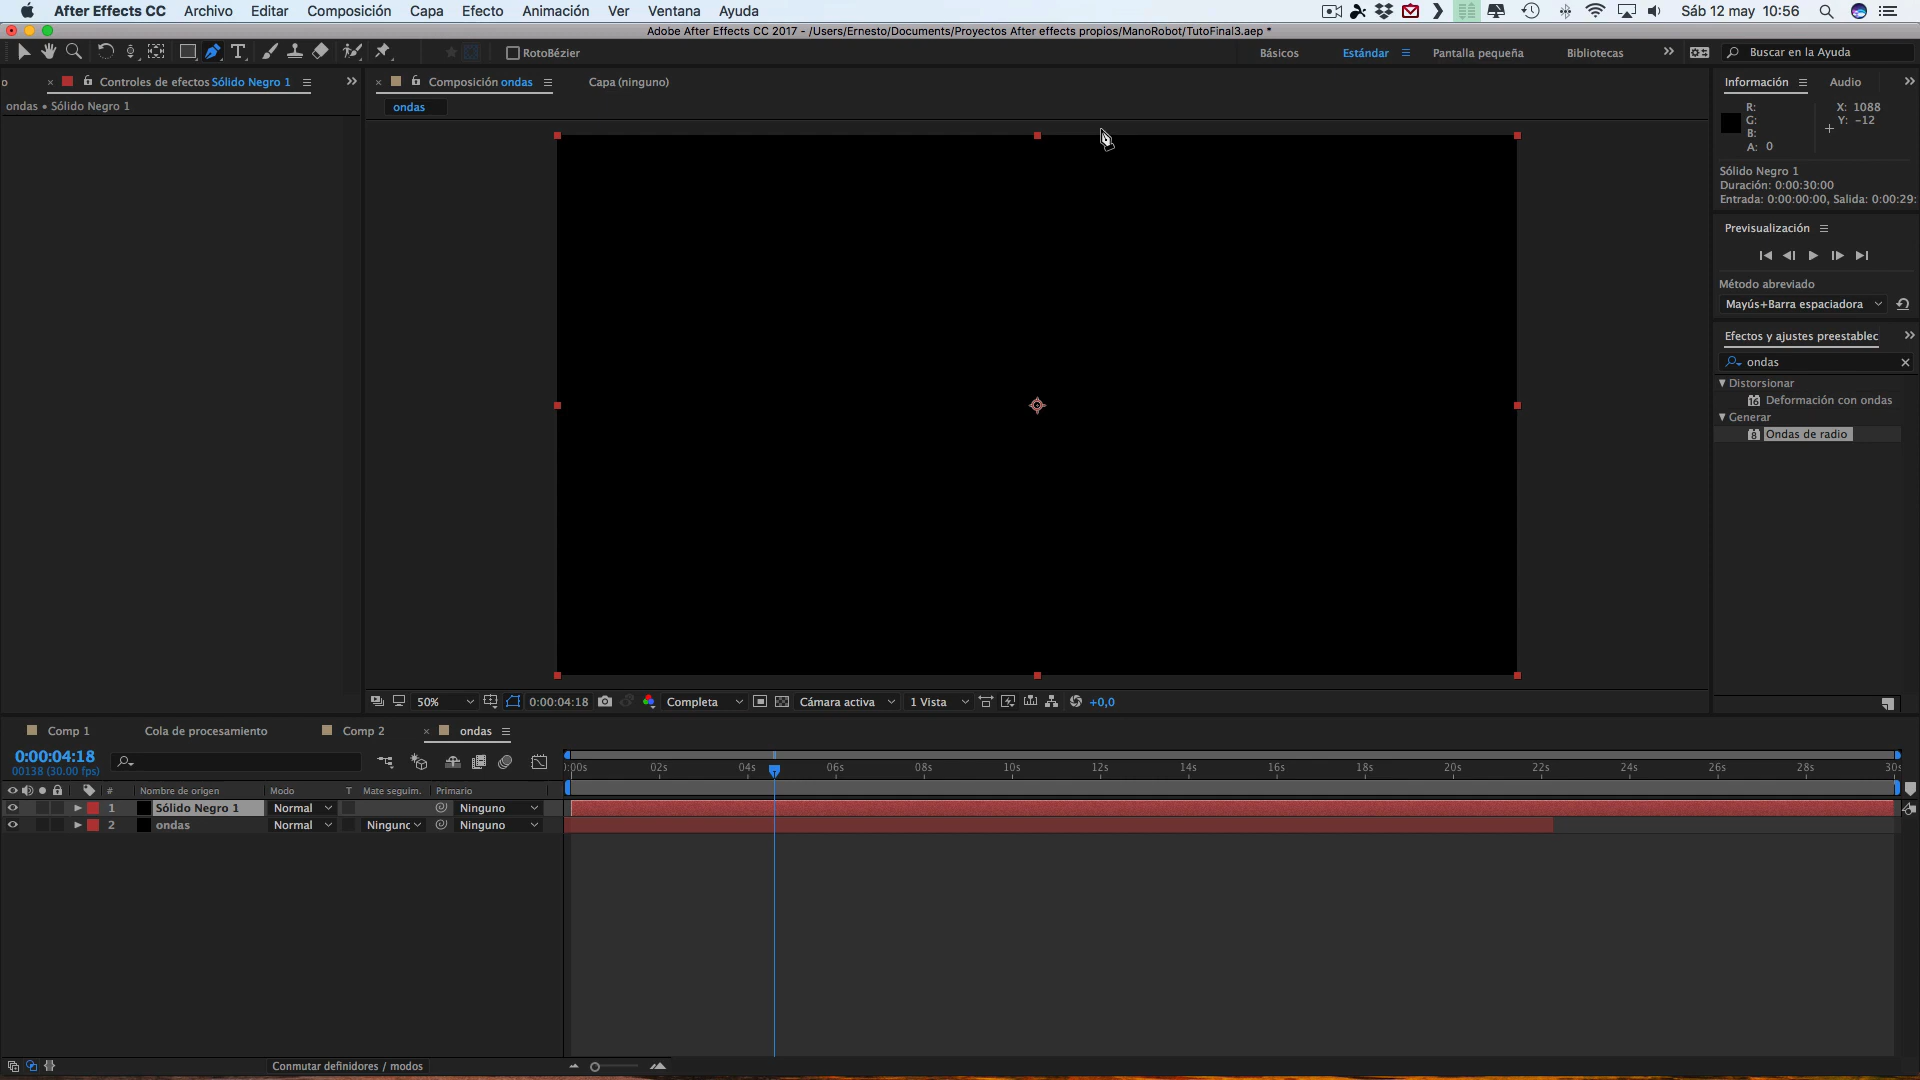 After Effects CC Archivo Editar Composición Capa Efecto Animación Ver Ventana Ayuda Sáb 12 may 10:56
Adobe After Effects CC 2017 - /Users/Ernesto/Documents/Proyectos After effects propios/ManoRobot/TutoFinal3.aep *
RotoBézier Básicos Estándar Pantalla pequeña Bibliotecas Buscar en la Ayuda
Controles de efectos Sólido Negro 1
Composición ondas Capa (ninguno)
Información Audio
ondas • Sólido Negro 1
ondas
R: X: 1088
G: Y: -12
B:
A: 0
Sólido Negro 1
Duración: 0:00:30:00
Entrada: 0:00:00:00, Salida: 0:00:29:
Previsualización
Método abreviado
Mayús+Barra espaciadora
Efectos y ajustes preestablec
ondas
Distorsionar
Deformación con ondas
Generar
Ondas de radio
50% 0:00:04:18 Completa Cámara activa 1 Vista +0,0
Comp 1 Cola de procesamiento Comp 2 ondas
0:00:04:18
00138 (30.00 fps)
):00s 02s 04s 06s 08s 10s 12s 14s 16s 18s 20s 22s 24s 26s 28s 30s
# Nombre de origen Modo T Mate seguim. Primario
1 Sólido Negro 1 Normal Ninguno
2 ondas Normal Ninguno Ninguno
Conmutar definidores / modos